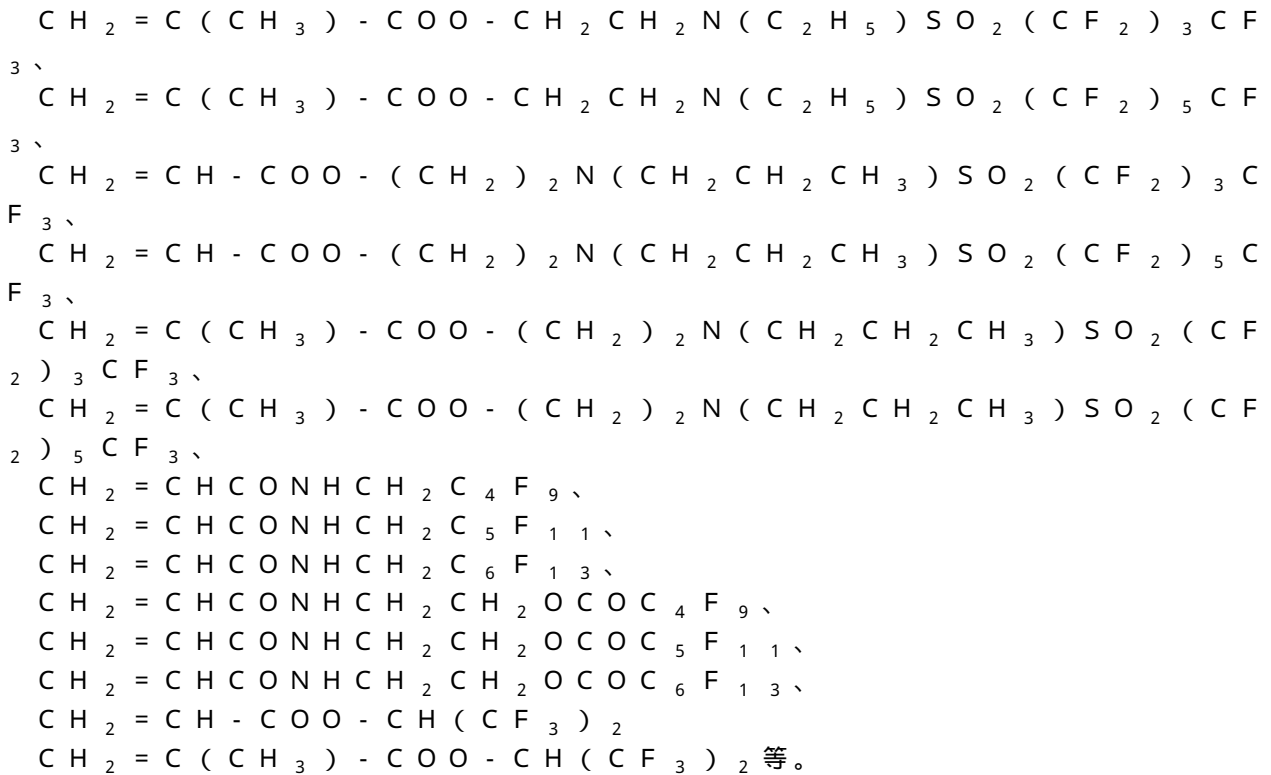 CH₂=C(CH₃)-COO-CH₂CH₂N(C₂H₅)SO₂(CF₂)₃CF
₃、
CH₂=C(CH₃)-COO-CH₂CH₂N(C₂H₅)SO₂(CF₂)₅CF
₃、
CH₂=CH-COO-(CH₂)₂N(CH₂CH₂CH₃)SO₂(CF₂)₃C
F₃、
CH₂=CH-COO-(CH₂)₂N(CH₂CH₂CH₃)SO₂(CF₂)₅C
F₃、
CH₂=C(CH₃)-COO-(CH₂)₂N(CH₂CH₂CH₃)SO₂(CF
₂)₃CF₃、
CH₂=C(CH₃)-COO-(CH₂)₂N(CH₂CH₂CH₃)SO₂(CF
₂)₅CF₃、
CH₂=CHCONHCH₂C₄F₉、
CH₂=CHCONHCH₂C₅F₁₁、
CH₂=CHCONHCH₂C₆F₁₃、
CH₂=CHCONHCH₂CH₂OCOC₄F₉、
CH₂=CHCONHCH₂CH₂OCOC₅F₁₁、
CH₂=CHCONHCH₂CH₂OCOC₆F₁₃、
CH₂=CH-COO-CH(CF₃)₂
CH₂=C(CH₃)-COO-CH(CF₃)₂等。